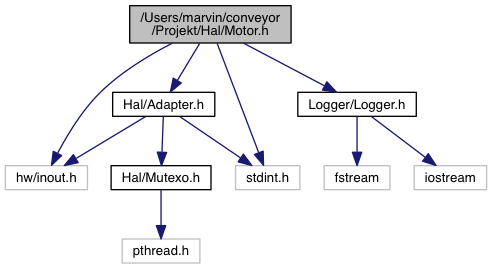 /Users/marvin/conveyor
/Projekt/Hal/Motor.h
Hal/Adapter.h
Logger/Logger.h
hw/inout.h
Hal/Mutexo.h
stdint.h
fstream
iostream
pthread.h